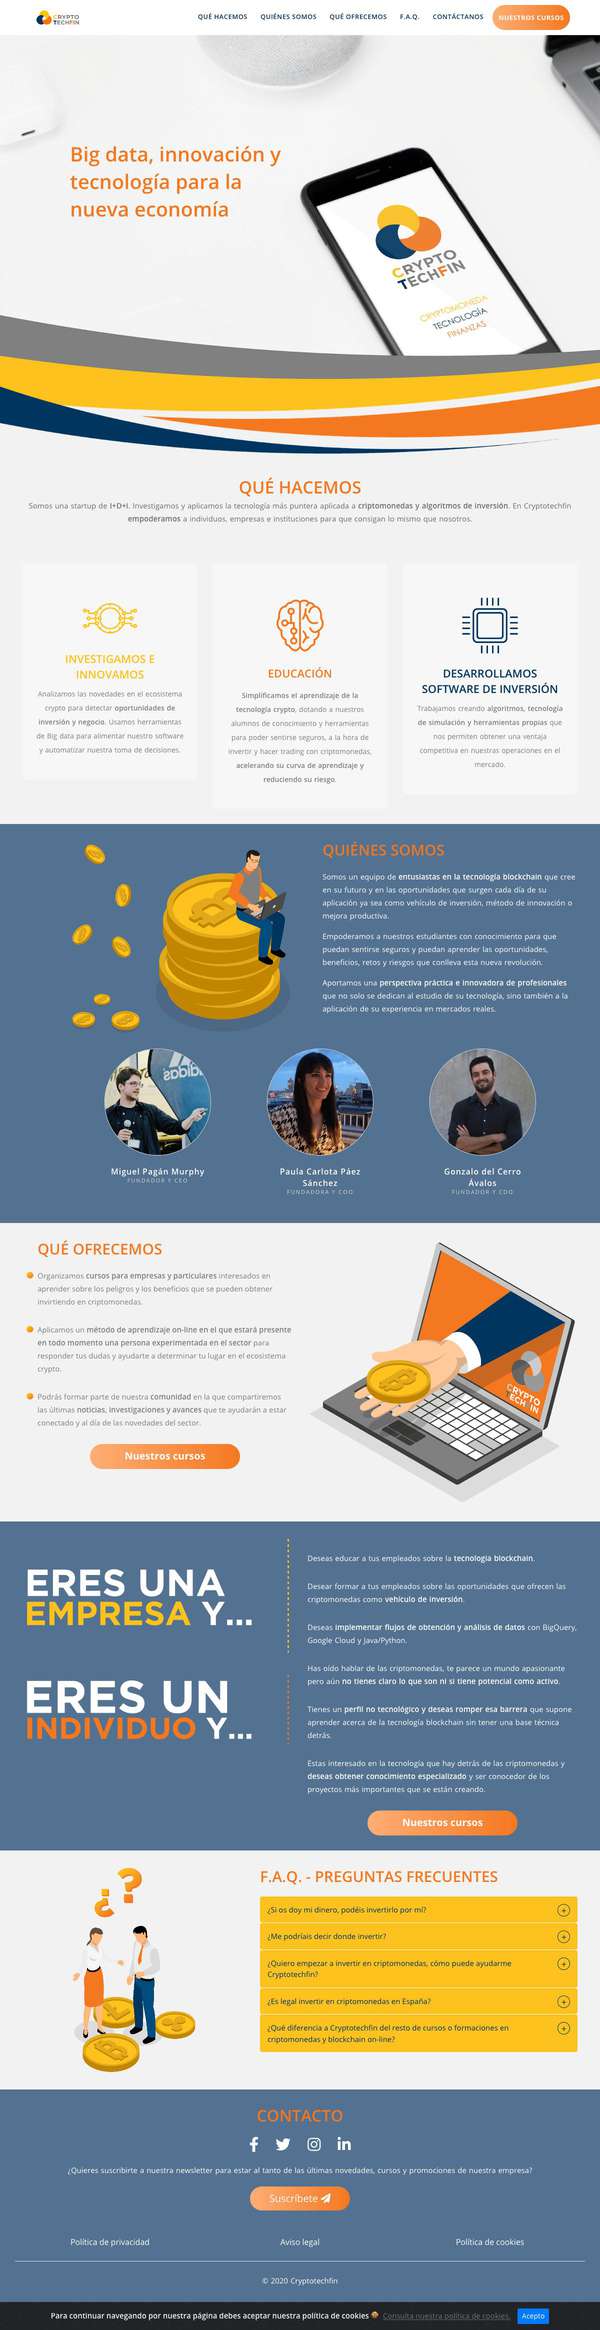 CRYPTO
TECHFIN
QUÉ HACEMOS
QUIÉNES SOMOS
QUÉ OFRECEMOS
F.A.Q.
CONTÁCTANOS
NUESTROS CURSOS
Big data, innovación y
tecnología para la
nueva economía
CRYPTO
TECHFIN
CRYPTOMONEDA
TECNOLOGÍA
FINANZAS
QUÉ HACEMOS
Somos una startup de I+D+I. Investigamos y aplicamos la tecnología más puntera aplicada a criptomonedas y algoritmos de inversión. En Cryptotechfin
empoderamos a individuos, empresas e instituciones para que consigan lo mismo que nosotros.
INVESTIGAMOS E
INNOVAMOS
Analizamos las novedades en el ecosistema
crypto para detectar oportunidades de
inversión y negocio. Usamos herramientas
de Big data para alimentar nuestro software
y automatizar nuestra toma de decisiones.
EDUCACIÓN
Simplificamos el aprendizaje de la
tecnología crypto, dotando a nuestros
alumnos de conocimiento y herramientas
para poder sentirse seguros, a la hora de
invertir y hacer trading con criptomonedas,
acelerando su curva de aprendizaje y
reduciendo su riesgo.
DESARROLLAMOS
SOFTWARE DE INVERSIÓN
Trabajamos creando algoritmos, tecnología
de simulación y herramientas propias que
nos permiten obtener una ventaja
competitiva en nuestras operaciones en el
mercado.
QUIÉNES SOMOS
Somos un equipo de entusiastas en la tecnología blockchain que cree
en su futuro y en las oportunidades que surgen cada día de su
aplicación ya sea como vehículo de inversión, método de innovación o
mejora productiva.
Empoderamos a nuestros estudiantes con conocimiento para que
puedan sentirse seguros y puedan aprender las oportunidades,
beneficios, retos y riesgos que conlleva esta nueva revolución.
Aportamos una perspectiva práctica e innovadora de profesionales
que no solo se dedican al estudio de su tecnología, sino también a la
aplicación de su experiencia en mercados reales.
adidas
Miguel Pagán Murphy
FUNDADOR Y CEO
Paula Carlota Páez
Sánchez
FUNDADORA Y COO
Gonzalo del Cerro
Ávalos
FUNDADOR Y CDO
QUÉ OFRECEMOS
Organizamos cursos para empresas y particulares interesados en
aprender sobre los peligros y los beneficios que se pueden obtener
invirtiendo en criptomonedas.
Aplicamos un método de aprendizaje on-line en el que estará presente
en todo momento una persona experimentada en el sector para
responder tus dudas y ayudarte a determinar tu lugar en el ecosistema
crypto.
Podrás formar parte de nuestra comunidad en la que compartiremos
las últimas noticias, investigaciones y avances que te ayudarán a estar
conectado y al día de las novedades del sector.
Nuestros cursos
CRYPTO
TECH IN
ERES UNA
EMPRESA Y...
ERES UN
INDIVIDUO Y...
Deseas educar a tus empleados sobre la tecnología blockchain.
Desear formar a tus empleados sobre las oportunidades que ofrecen las
criptomonedas como vehículo de inversión.
Deseas implementar flujos de obtención y análisis de datos con BigQuery,
Google Cloud y Java/Python.
Has oído hablar de las criptomonedas, te parece un mundo apasionante
pero aún no tienes claro lo que son ni si tiene potencial como activo.
Tienes un perfil no tecnológico y deseas romper esa barrera que supone
aprender acerca de la tecnología blockchain sin tener una base técnica
detrás.
Estas interesado en la tecnología que hay detrás de las criptomonedas y
deseas obtener conocimiento especializado y ser conocedor de los
proyectos más importantes que se están creando.
Nuestros cursos
F.A.Q. - PREGUNTAS FRECUENTES
¿Si os doy mi dinero, podéis invertirlo por mí?
¿Me podríais decir donde invertir?
¿Quiero empezar a invertir en criptomonedas, cómo puede ayudarme
Cryptotechfin?
¿Es legal invertir en criptomonedas en España?
¿Qué diferencia a Cryptotechfin del resto de cursos o formaciones en
criptomonedas y blockchain on-line?
CONTACTO
¿Quieres suscribirte a nuestra newsletter para estar al tanto de las últimas novedades, cursos y promociones de nuestra empresa?
Suscríbete
Política de privacidad
Aviso legal
Política de cookies
© 2020 Cryptotechfin
Para continuar navegando por nuestra página debes aceptar nuestra política de cookies
Consulta nuestra política de cookies.
Acepto